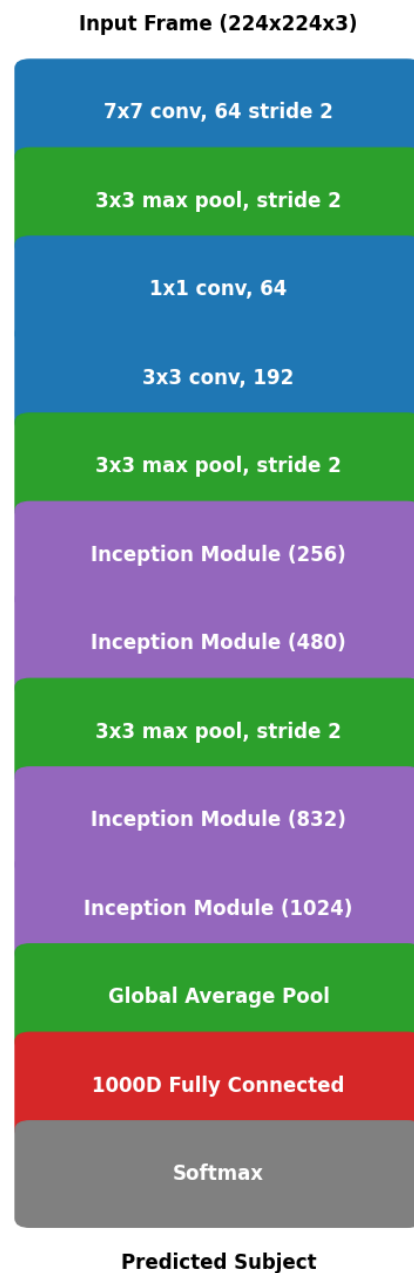 Input Frame (224x224x3)
7x7 conv, 64 stride 2
3x3 max pool, stride 2
1x1 conv, 64
3x3 conv, 192
3x3 max pool, stride 2
Inception Module (256)
Inception Module (480)
3x3 max pool, stride 2
Inception Module (832)
Inception Module (1024)
Global Average Pool
1000D Fully Connected
Softmax
Predicted Subject